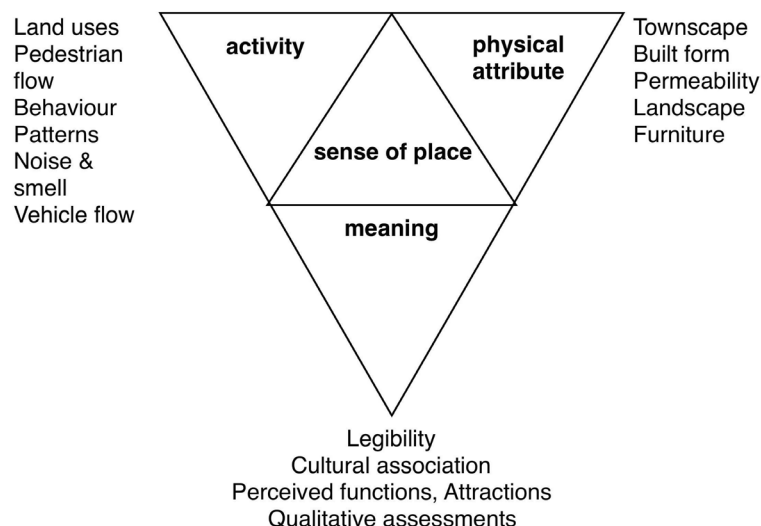 Land uses
Pedestrian
flow
Behaviour
Patterns
Noise &
smell
Vehicle flow
activity
physical
attribute
sense of place
meaning
Townscape
Built form
Permeability
Landscape
Furniture
Legibility
Cultural association
Perceived functions, Attractions
Qualitative assessments